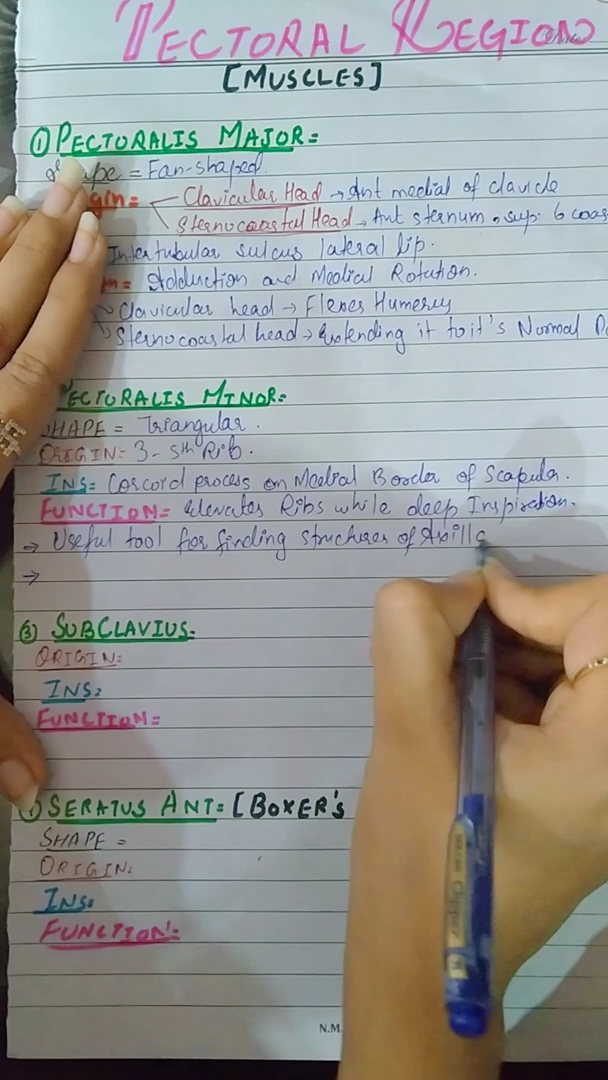 PECTORAL REGION
[MUSCLES]
① PECTORALIS MAJOR=
Shape = Fan-shaped.
gin= Clavicular Head → Ant medial of clavicle
Sternocoastal Head → Ant sternum, sup. 6 coas
Intertubular sulcus lateral lip.
n= Adduction and Medial Rotation.
Clavicular head → Flexes Humerus
Sternocoastal head → Extending it to it's Normal
PECTORALIS MINOR=
SHAPE = Triangular.
ORIGIN= 3-5th Rib.
INS= Corcoid process on Medial Border of Scapula.
FUNCTION= elevates Ribs while deep Inspiration.
→ Useful tool for finding structures of Axilla
→
③ SUBCLAVIUS=
ORIGIN=
INS=
FUNCTION=
SERATUS ANT= [BOXER'S
SHAPE =
ORIGIN=
INS=
FUNCTION=
N.M.
Clipper